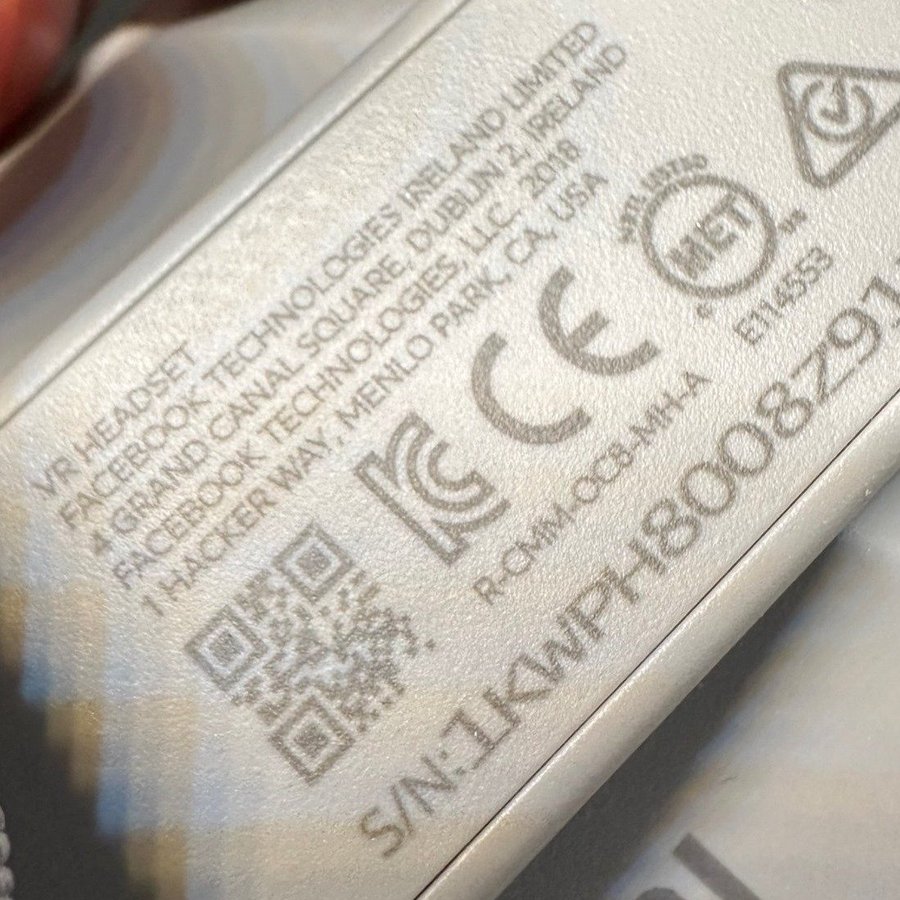 VR HEADSET
FACEBOOK TECHNOLOGIES IRELAND LIMITED
4 GRAND CANAL SQUARE, DUBLIN 2, IRELAND
FACEBOOK TECHNOLOGIES, LLC, 2018
1 HACKER WAY, MENLO PARK, CA, USA
CE
MET
E114553
R-CMM-OC8-MH-A
S/N:1KWPH8008Z91